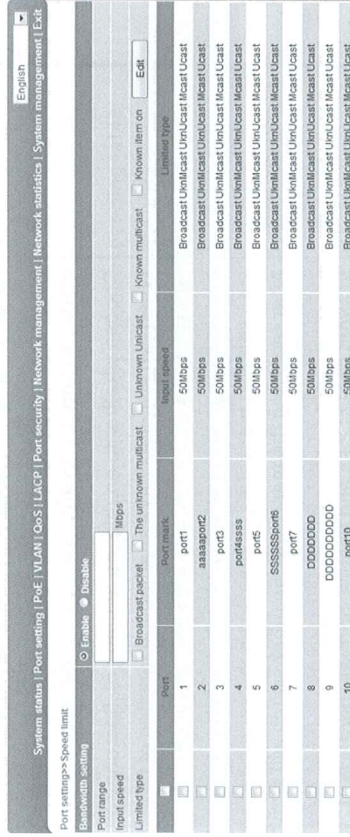 English
System status | Port setting | PoE | VLAN | QoS | LACP | Port security | Network management | Network statistics | System management | Exit
Port setting>>Speed limit
Bandwidth setting Enable Disable
Port range
Input speed Mbps
Limited type Broadcast packet The unknown multicast Unknown Unicast Known multicast Known item on Edit
Port Port mark Input speed Limited type
1 port1 50Mbps Broadcast UknMcast UknUcast Mcast Ucast
2 aaaaaport2 50Mbps Broadcast UknMcast UknUcast Mcast Ucast
3 port3 50Mbps Broadcast UknMcast UknUcast Mcast Ucast
4 port4ssss 50Mbps Broadcast UknMcast UknUcast Mcast Ucast
5 port5 50Mbps Broadcast UknMcast UknUcast Mcast Ucast
6 SSSSSSport6 50Mbps Broadcast UknMcast UknUcast Mcast Ucast
7 port7 50Mbps Broadcast UknMcast UknUcast Mcast Ucast
8 DDDDDDD 50Mbps Broadcast UknMcast UknUcast Mcast Ucast
9 DDDDDDDDDD 50Mbps Broadcast UknMcast UknUcast Mcast Ucast
10 port10 50Mbps Broadcast UknMcast UknUcast Mcast Ucast